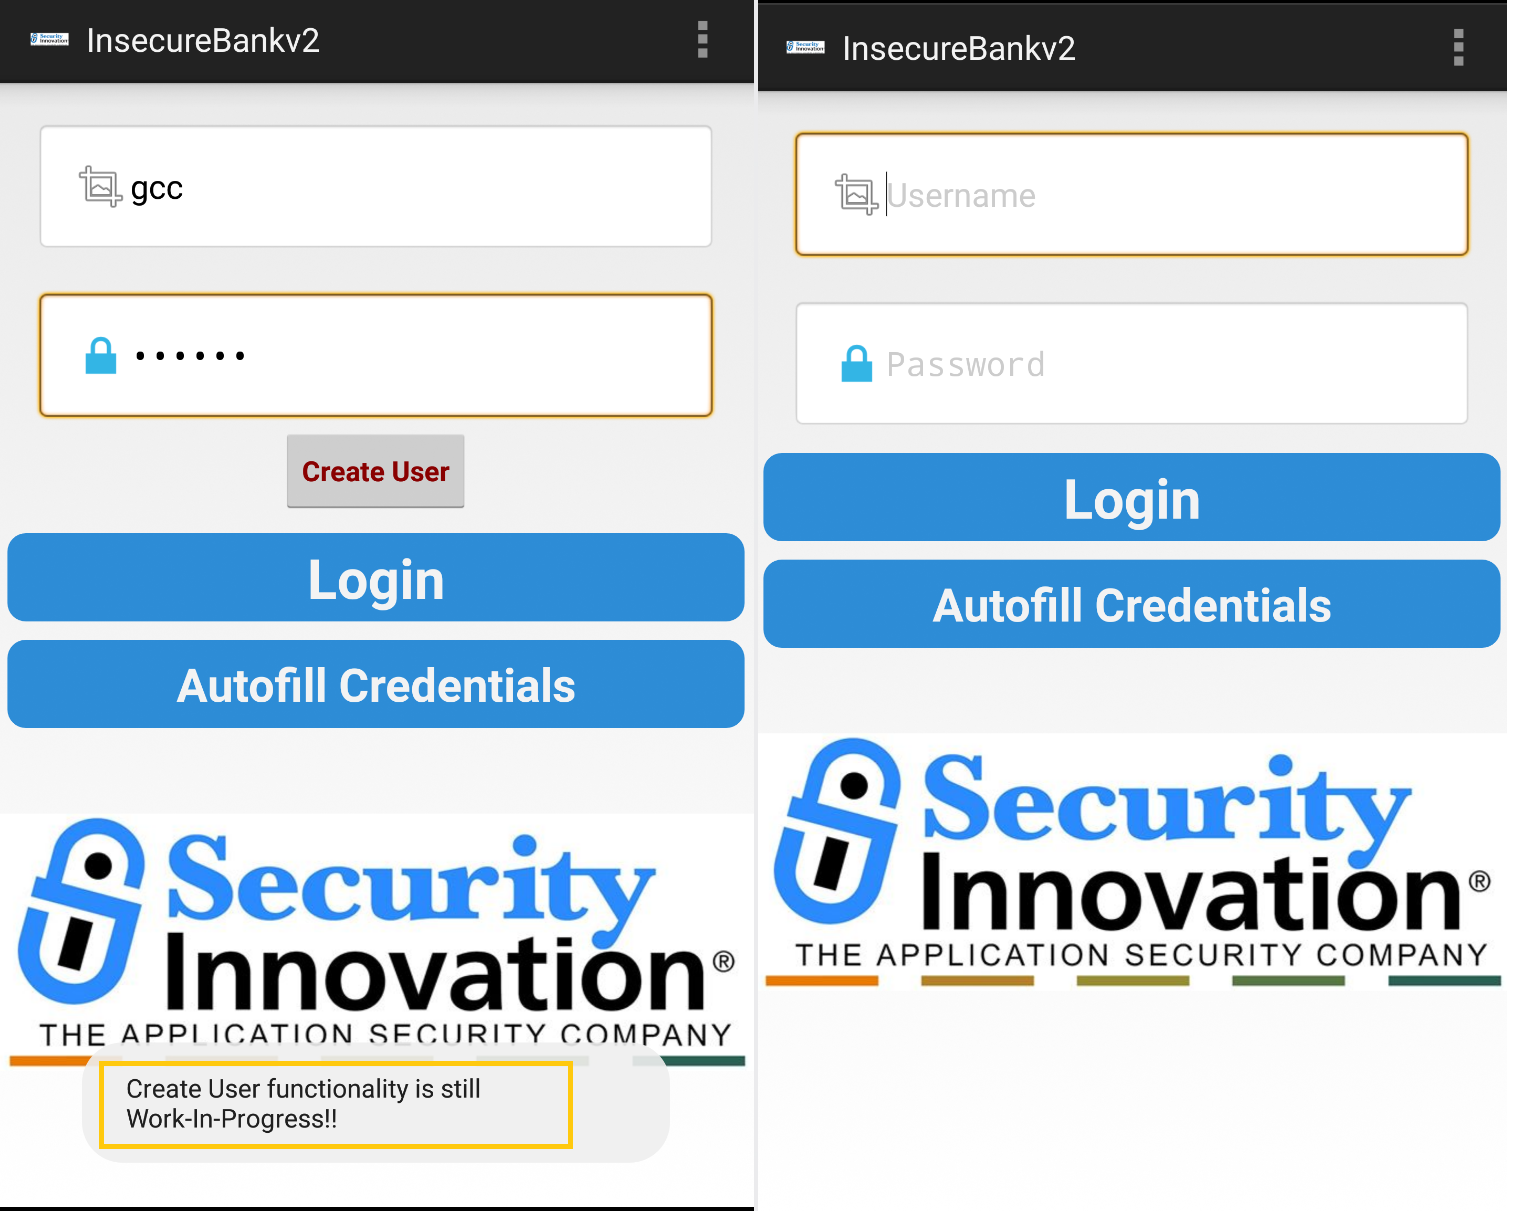 InsecureBankv2
gcc
••••••
Create User
Login
Autofill Credentials
Security
Innovation®
THE APPLICATION SECURITY COMPANY
Create User functionality is still
Work-In-Progress!!
InsecureBankv2
Username
Password
Login
Autofill Credentials
Security
Innovation®
THE APPLICATION SECURITY COMPANY